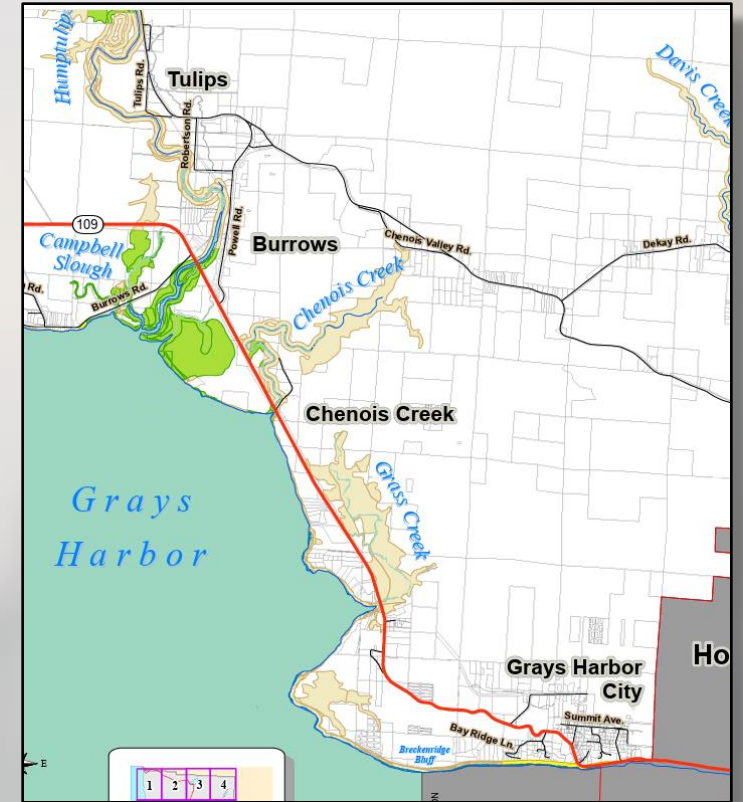 Humptulip
Tulips
Tulips Rd.
Robertson Rd.
Davis Creek
109
Powell Rd.
Burrows
Campbell
Slough
Chenois Valley Rd.
Dekay Rd.
Rd.
Burrows Rd.
Chenois Creek
Chenois Creek
Grays
Harbor
Grass Creek
Grays Harbor
City
Ho
Summit Ave.
Bay Ridge Ln.
Breckenridge
Bluff
E
1 2 3 4
N